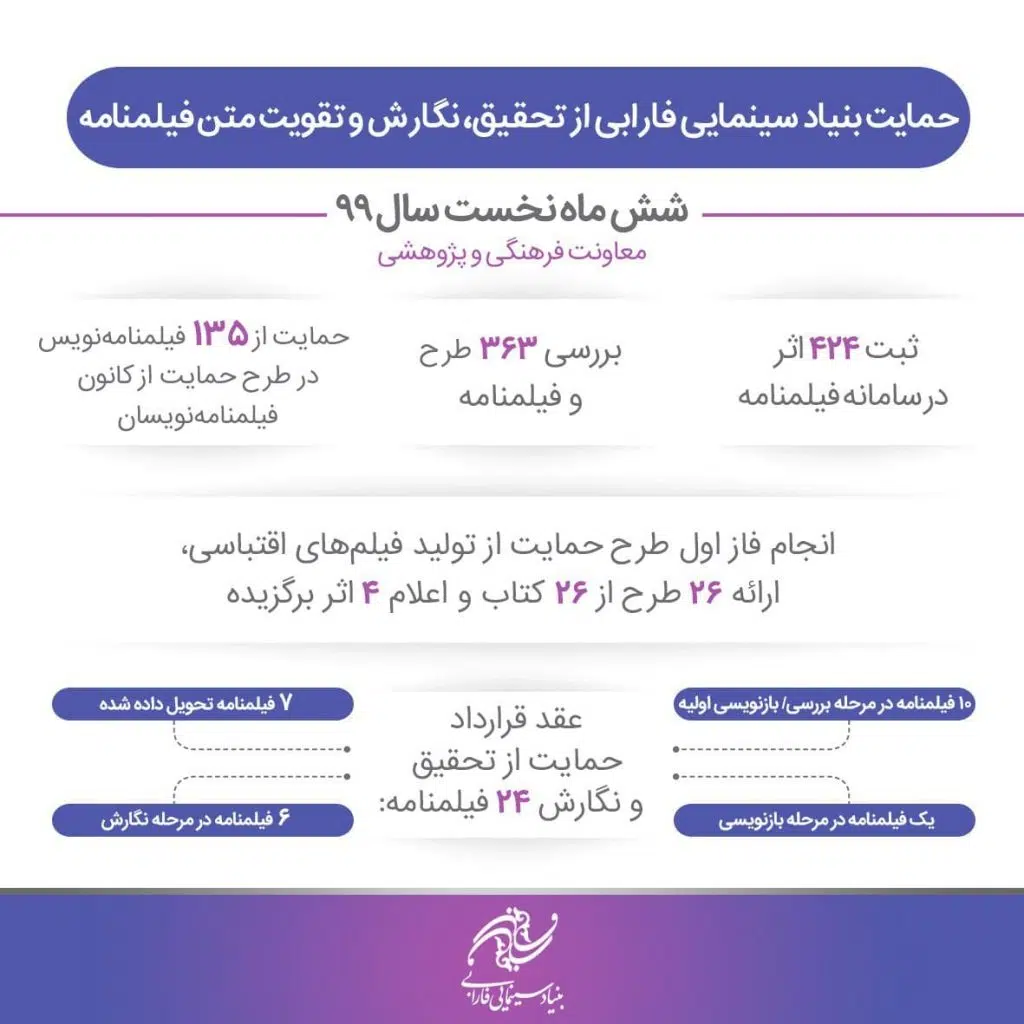 حمایت بنیاد سینمایی فارابی از تحقیق، نگارش و تقویت متن فیلمنامه
شش ماه نخست سال ۹۹
معاونت فرهنگی و پژوهشی
ثبت ۴۲۴ اثر
در سامانه فیلمنامه
بررسی ۳۶۳ طرح
و فیلمنامه
حمایت از ۱۳۵ فیلمنامه‌نویس
در طرح حمایت از کانون
فیلمنامه‌نویسان
انجام فاز اول طرح حمایت از تولید فیلم‌های اقتباسی،
ارائه ۲۶ طرح از ۲۶ کتاب و اعلام ۴ اثر برگزیده
عقد قرارداد
حمایت از تحقیق
و نگارش ۲۴ فیلمنامه:
۱۰ فیلمنامه در مرحله بررسی/ بازنویسی اولیه
یک فیلمنامه در مرحله بازنویسی
۷ فیلمنامه تحویل داده شده
۶ فیلمنامه در مرحله نگارش
بنیاد سینمایی فارابی